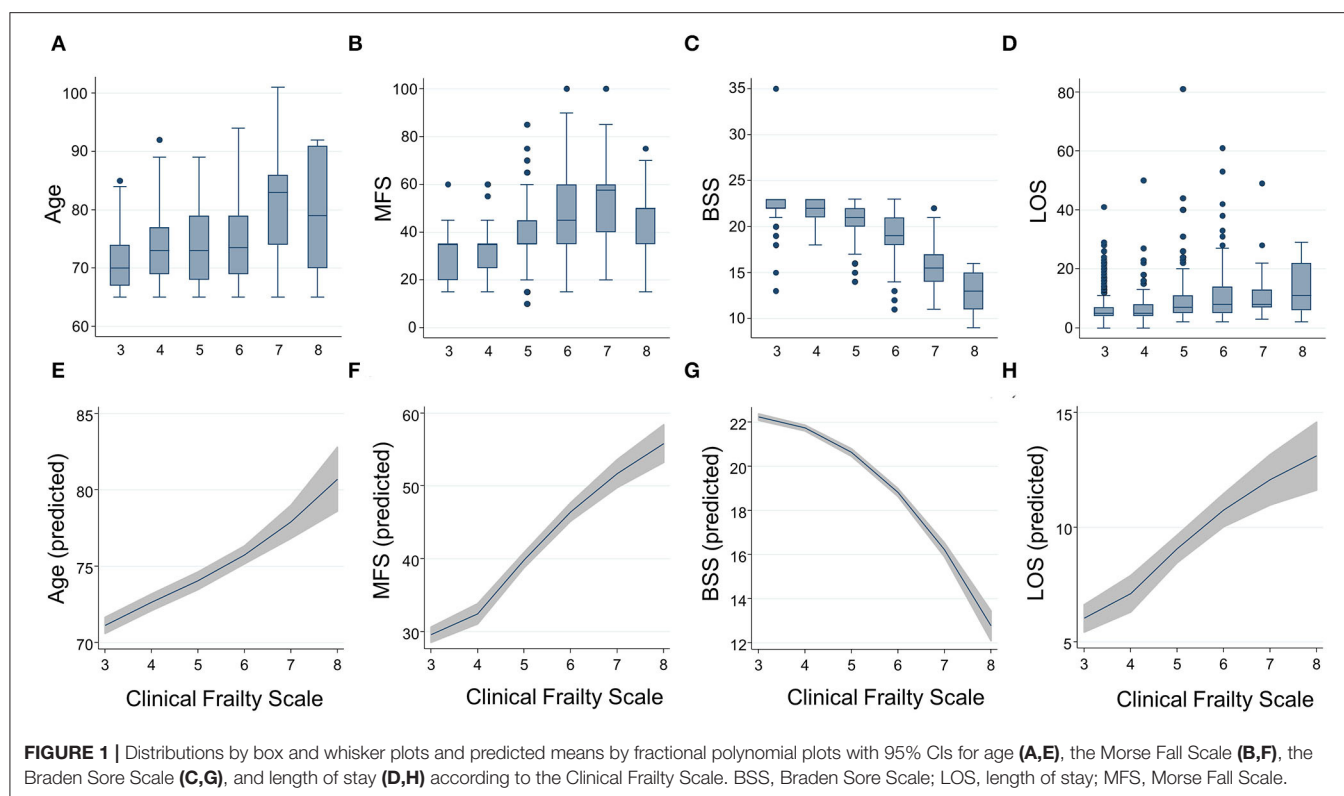 A
B
C
D
Age
100
90
80
70
60
3 4 5 6 7 8
MFS
100
80
60
40
20
0
3 4 5 6 7 8
BSS
35
30
25
20
15
10
3 4 5 6 7 8
LOS
80
60
40
20
0
3 4 5 6 7 8
E
F
G
H
Age (predicted)
85
80
75
70
3 4 5 6 7 8
Clinical Frailty Scale
MFS (predicted)
60
50
40
30
3 4 5 6 7 8
Clinical Frailty Scale
BSS (predicted)
22
20
18
16
14
12
3 4 5 6 7 8
Clinical Frailty Scale
LOS (predicted)
15
10
5
3 4 5 6 7 8
Clinical Frailty Scale
FIGURE 1 | Distributions by box and whisker plots and predicted means by fractional polynomial plots with 95% CIs for age (A,E), the Morse Fall Scale (B,F), the
Braden Sore Scale (C,G), and length of stay (D,H) according to the Clinical Frailty Scale. BSS, Braden Sore Scale; LOS, length of stay; MFS, Morse Fall Scale.